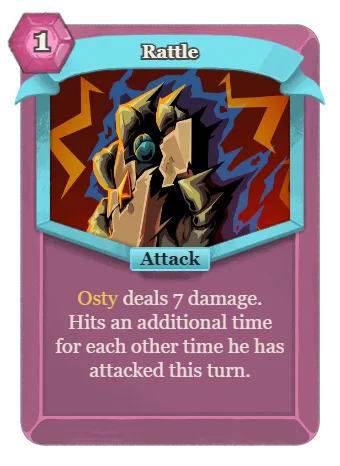 1
Rattle
Attack
Osty deals 7 damage.
Hits an additional time
for each other time he has
attacked this turn.